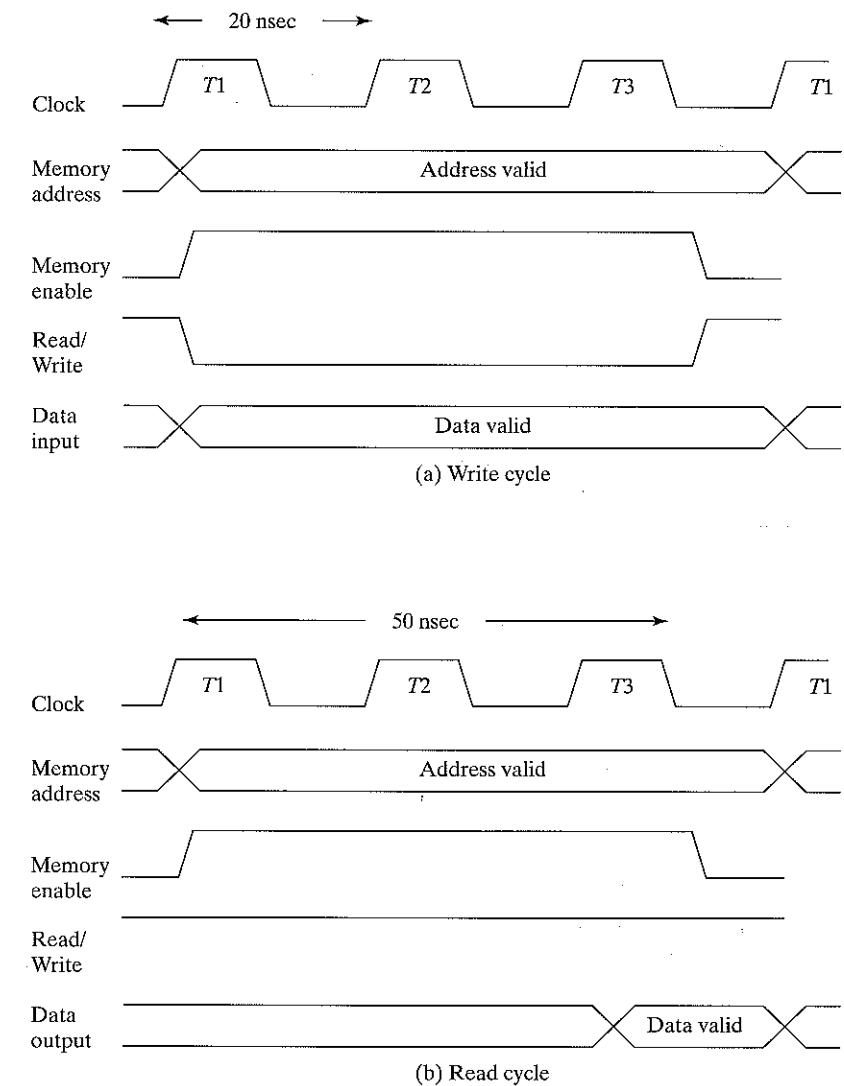 20 nsec
T1 T2 T3 T1
Clock
Memory
address
Address valid
Memory
enable
Read/
Write
Data
input
Data valid
(a) Write cycle
50 nsec
T1 T2 T3 T1
Clock
Memory
address
Address valid
Memory
enable
Read/
Write
Data
output
Data valid
(b) Read cycle